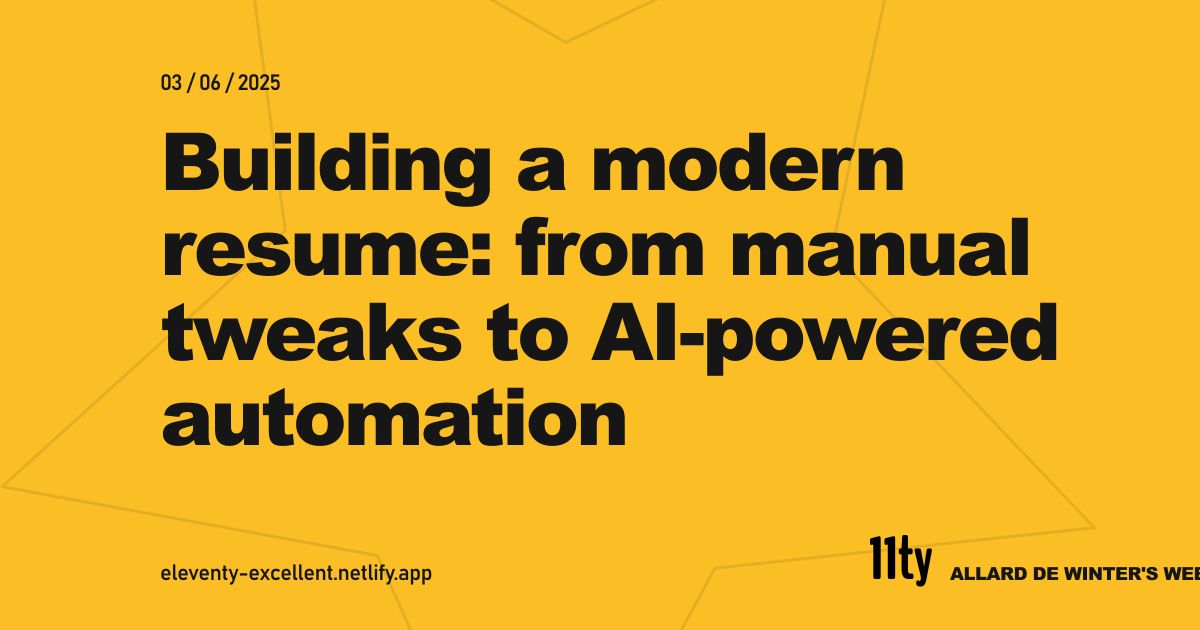 03 / 06 / 2025
Building a modern
resume: from manual
tweaks to AI-powered
automation
eleventy-excellent.netlify.app
11ty
ALLARD DE WINTER'S